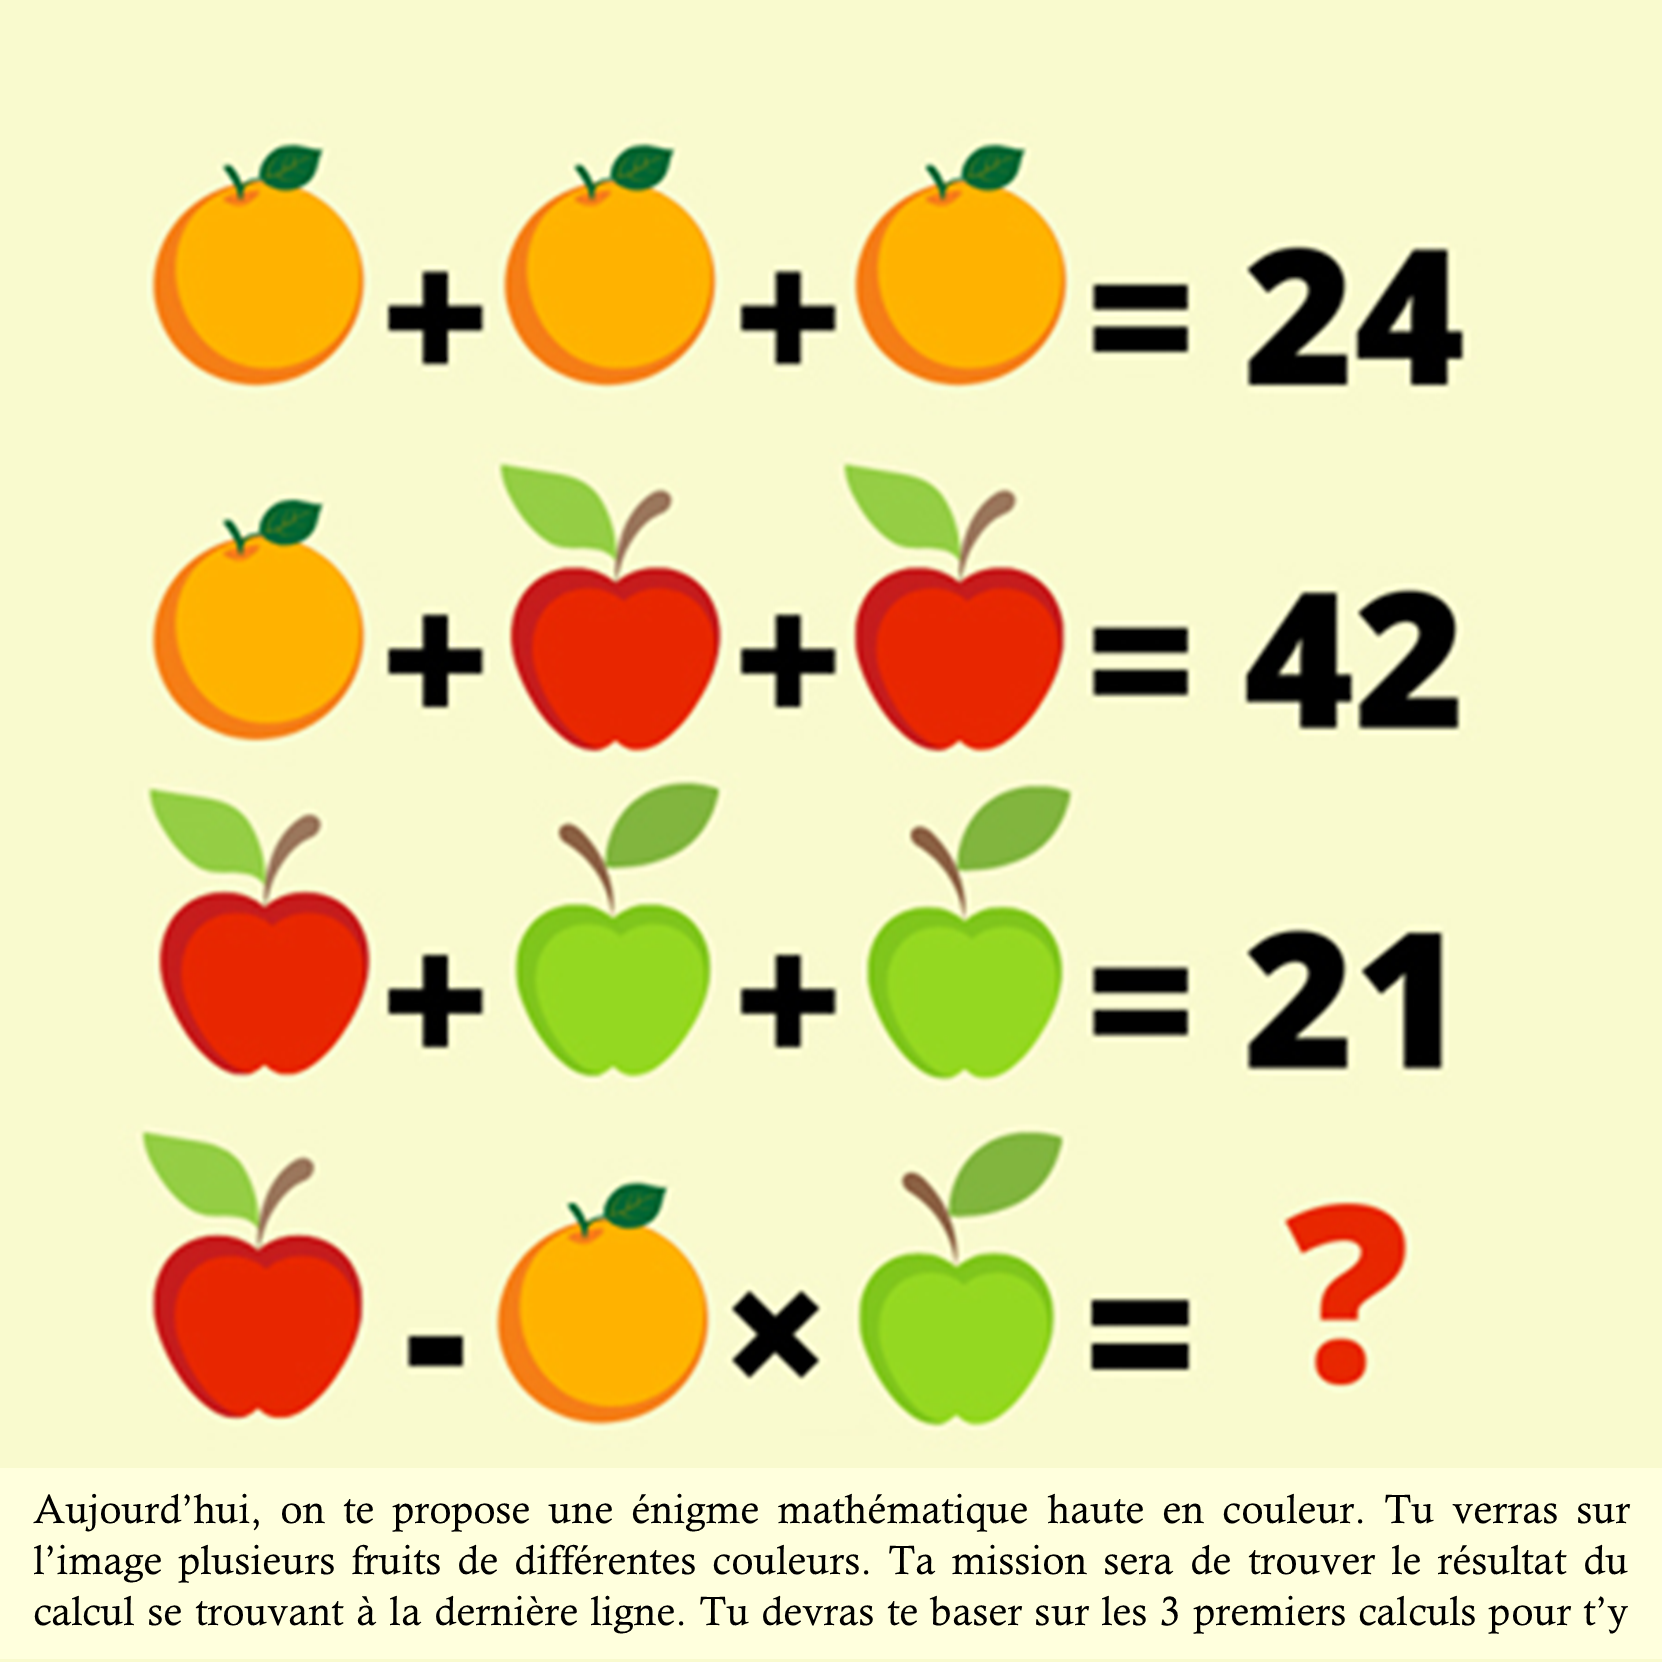 + + = 24
+ + = 42
+ + = 21
- × = ?
Aujourd’hui, on te propose une énigme mathématique haute en couleur. Tu verras sur
l’image plusieurs fruits de différentes couleurs. Ta mission sera de trouver le résultat du
calcul se trouvant à la dernière ligne. Tu devras te baser sur les 3 premiers calculs pour t’y